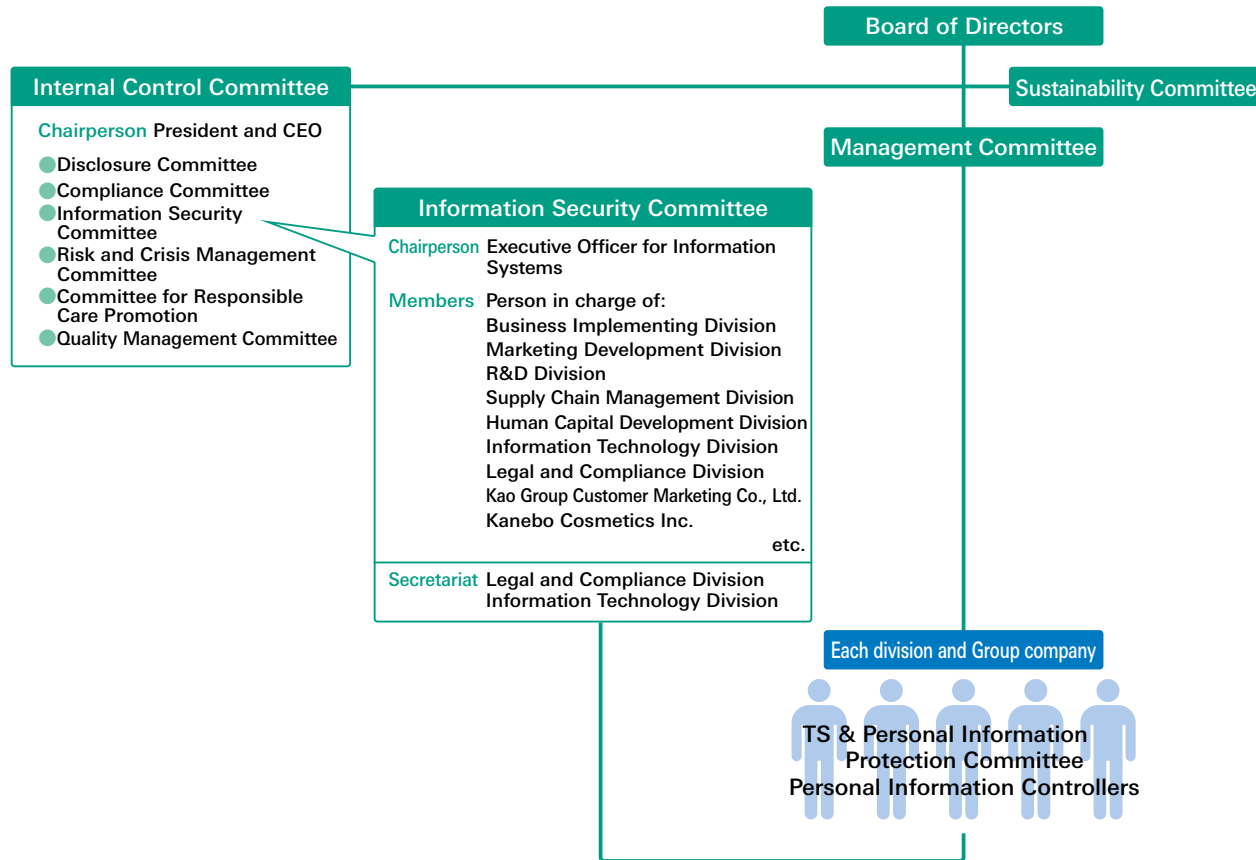 Board of Directors
Internal Control Committee
Sustainability Committee
Chairperson President and CEO
Disclosure Committee
Compliance Committee
Information Security
Committee
Risk and Crisis Management
Committee
Committee for Responsible
Care Promotion
Quality Management Committee
Management Committee
Information Security Committee
Chairperson Executive Officer for Information
Systems
Members Person in charge of:
Business Implementing Division
Marketing Development Division
R&D Division
Supply Chain Management Division
Human Capital Development Division
Information Technology Division
Legal and Compliance Division
Kao Group Customer Marketing Co., Ltd.
Kanebo Cosmetics Inc.
etc.
Secretariat Legal and Compliance Division
Information Technology Division
Each division and Group company
TS & Personal Information
Protection Committee
Personal Information Controllers